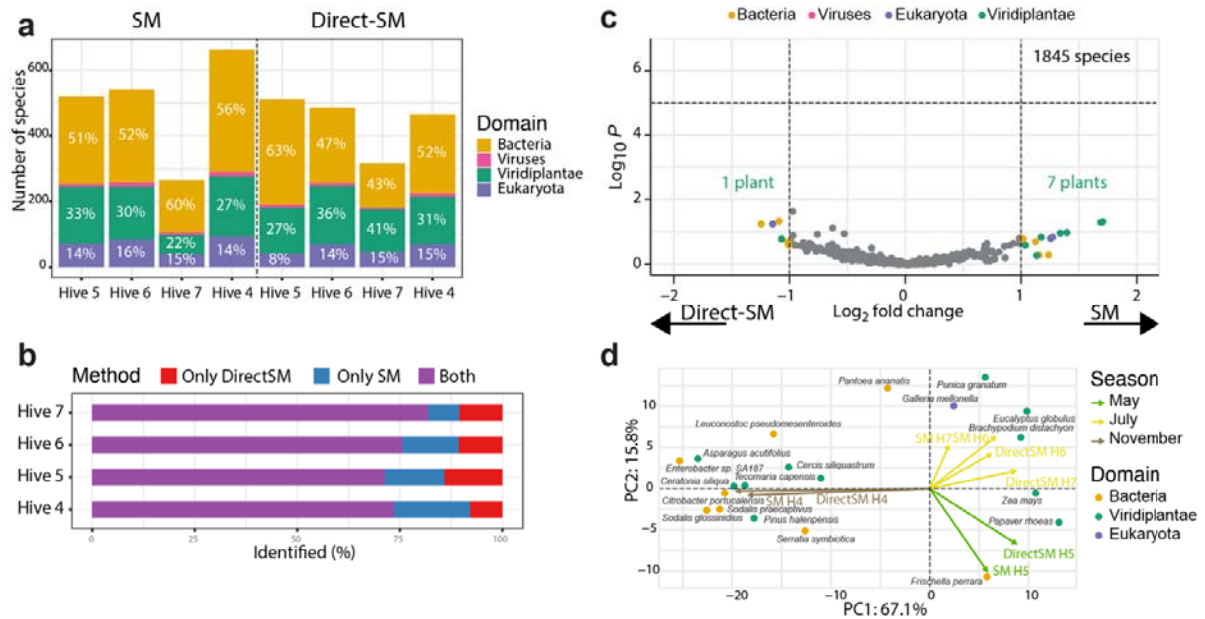 a
SM
Direct-SM
Number of species
600
400
200
0
51%
33%
14%
52%
30%
16%
60%
22%
15%
56%
27%
14%
63%
27%
8%
47%
36%
14%
43%
41%
15%
52%
31%
15%
Hive 5
Hive 6
Hive 7
Hive 4
Hive 5
Hive 6
Hive 7
Hive 4
Domain
Bacteria
Viruses
Viridiplantae
Eukaryota
b
Method
Only DirectSM
Only SM
Both
Hive 7
Hive 6
Hive 5
Hive 4
0
25
50
75
100
Identified (%)
c
Bacteria
Viruses
Eukaryota
Viridiplantae
1845 species
Log10 P
6
4
2
0
1 plant
7 plants
−2
−1
0
1
2
Direct-SM
Log2 fold change
SM
d
PC2: 15.8%
10
5
0
−5
−10
Pantoea ananatis
Punica granatum
Galleria mellonella
Eucalyptus globulus
Leuconostoc pseudomesenteroides
Brachypodium distachyon
SM H7
SM H6
Asparagus acutifolius
DirectSM H6
Enterobacter sp. SA187
Cercis siliquastrum
Ceratonia siliqua
Tecomaria capensis
DirectSM H7
Citrobacter portucalensis
SM H4
DirectSM H4
Zea mays
Sodalis praecaptivus
Sodalis glossinidius
Pinus halepensis
Papaver rhoeas
Serratia symbiotica
DirectSM H5
SM H5
Frischella perrara
−20
−10
0
10
PC1: 67.1%
Season
May
July
November
Domain
Bacteria
Viridiplantae
Eukaryota